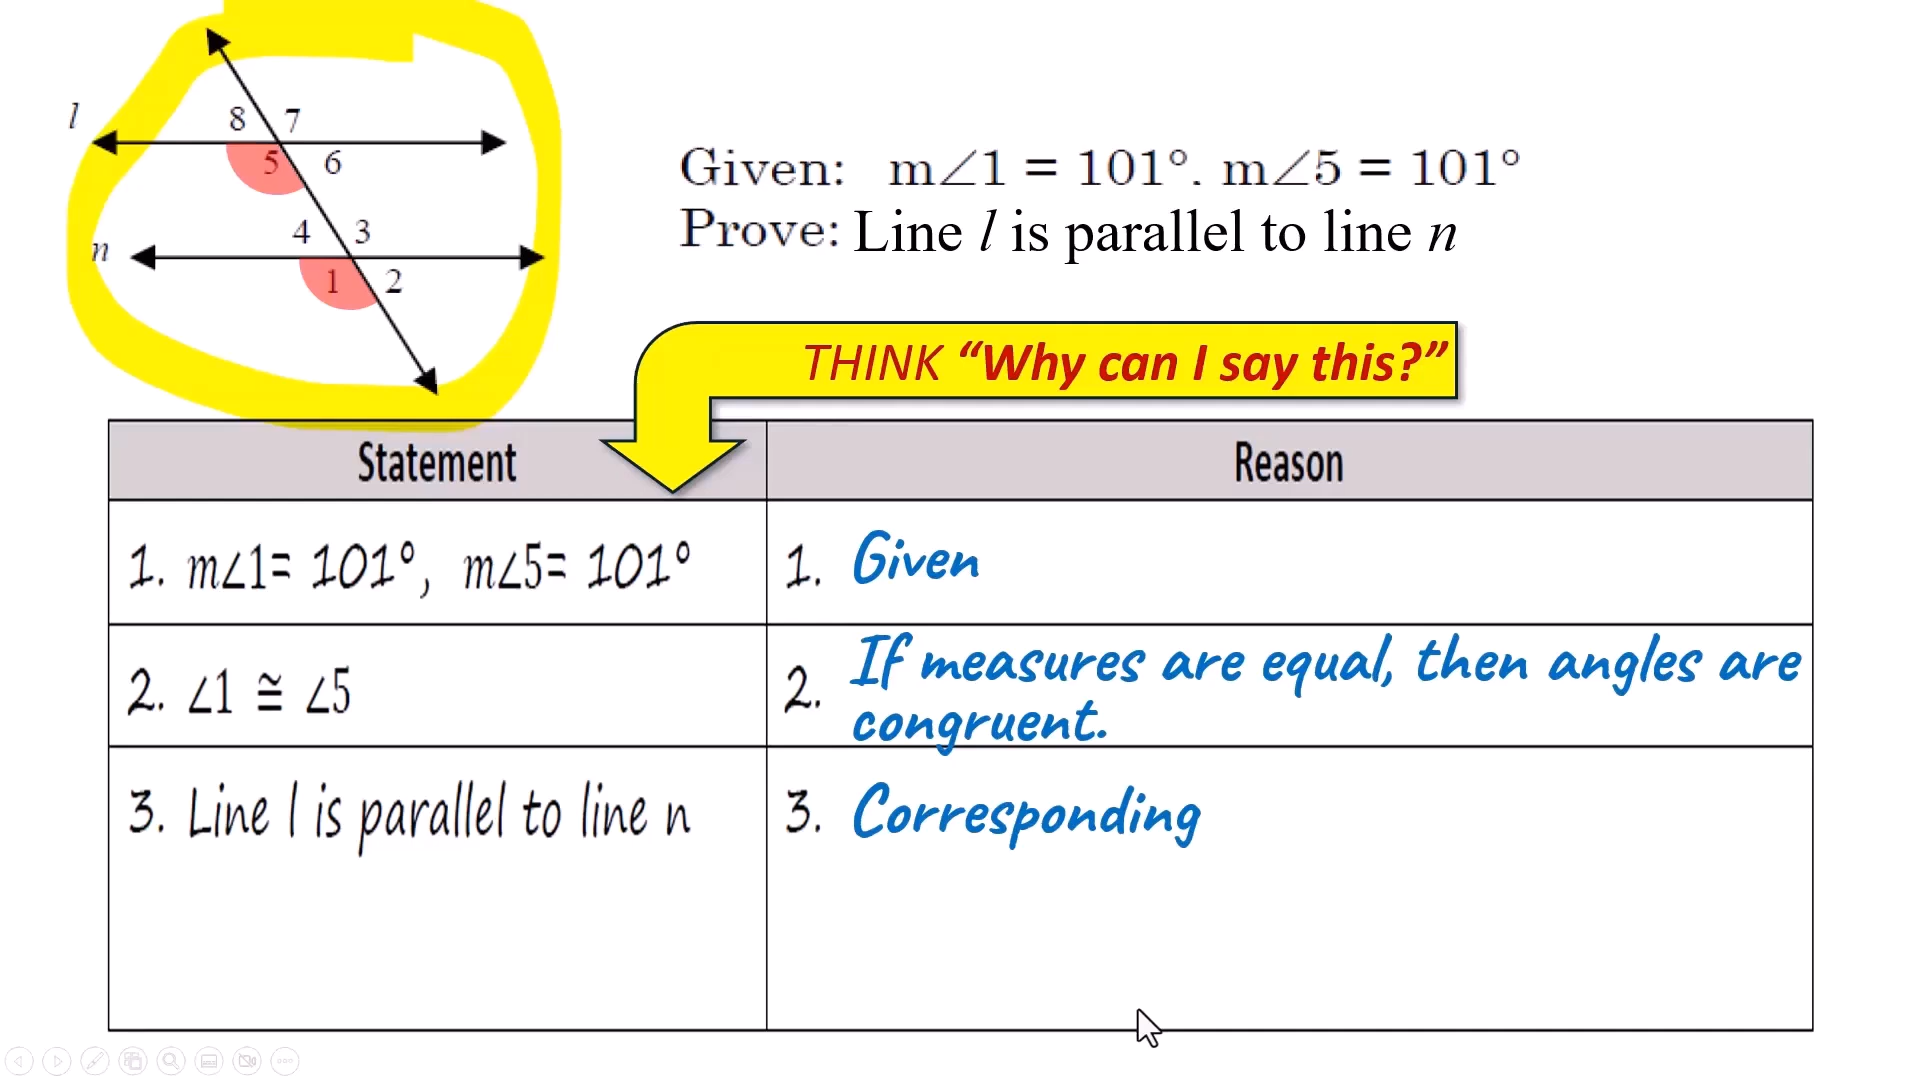 8 7
l
5 6
Given: m∠1 = 101°. m∠5 = 101°
Prove: Line l is parallel to line n
4 3
n
1 2
THINK “Why can I say this?”
Statement Reason
1. m∠1= 101°, m∠5= 101° 1. Given
2. ∠1 ≅ ∠5 2. If measures are equal, then angles are
congruent.
3. Line l is parallel to line n 3. Corresponding